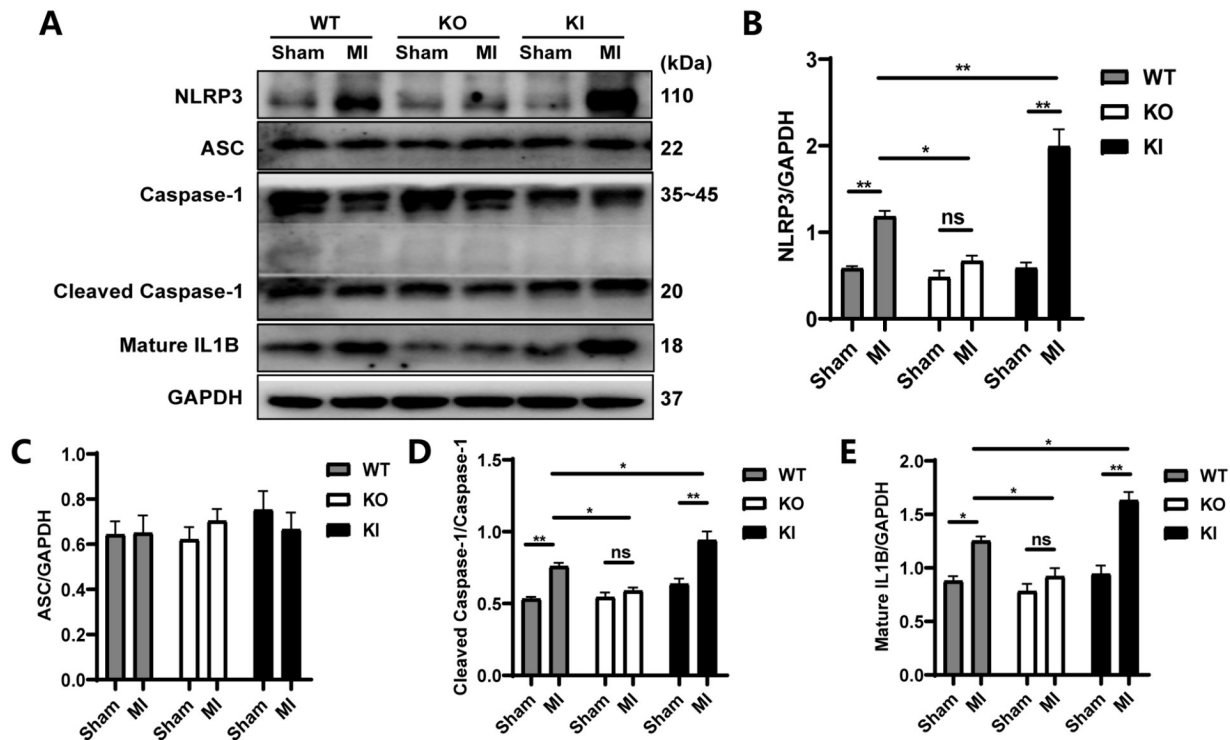 A
WT KO KI
Sham MI Sham MI Sham MI
(kDa)
NLRP3 110
ASC 22
Caspase-1 35~45
Cleaved Caspase-1 20
Mature IL1B 18
GAPDH 37
B
NLRP3/GAPDH
3
2
1
0
**
*
**
ns
**
WT
KO
KI
Sham MI Sham MI Sham MI
C
ASC/GAPDH
1.0
0.8
0.6
0.4
0.2
0.0
WT
KO
KI
Sham MI Sham MI Sham MI
D
Cleaved Caspase-1/Caspase-1
1.5
1.0
0.5
0.0
*
*
**
ns
**
WT
KO
KI
Sham MI Sham MI Sham MI
E
Mature IL1B/GAPDH
2.0
1.5
1.0
0.5
0.0
*
*
*
ns
**
WT
KO
KI
Sham MI Sham MI Sham MI